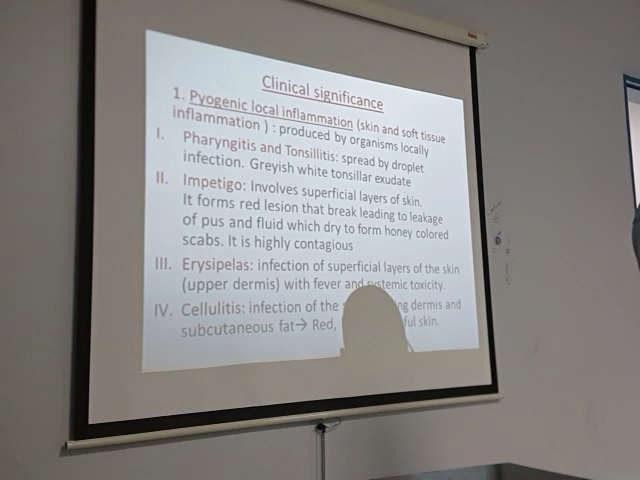 Clinical significance
1. Pyogenic local inflammation (skin and soft tissue
inflammation ) : produced by organisms locally
I. Pharyngitis and Tonsillitis: spread by droplet
infection. Greyish white tonsillar exudate
II. Impetigo: Involves superficial layers of skin.
It forms red lesion that break leading to leakage
of pus and fluid which dry to form honey colored
scabs. It is highly contagious
III. Erysipelas: infection of superficial layers of the skin
(upper dermis) with fever and systemic toxicity.
IV. Cellulitis: infection of the dermis and
subcutaneous fat→ Red, skin.